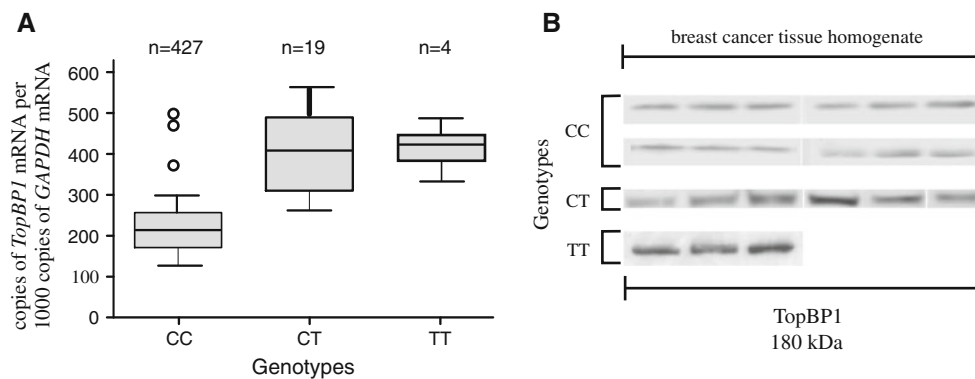 A
n=427
n=19
n=4
copies of TopBP1 mRNA per
1000 copies of GAPDH mRNA
600
500
400
300
200
100
0
CC
CT
TT
Genotypes
B
breast cancer tissue homogenate
Genotypes
CC
CT
TT
TopBP1
180 kDa